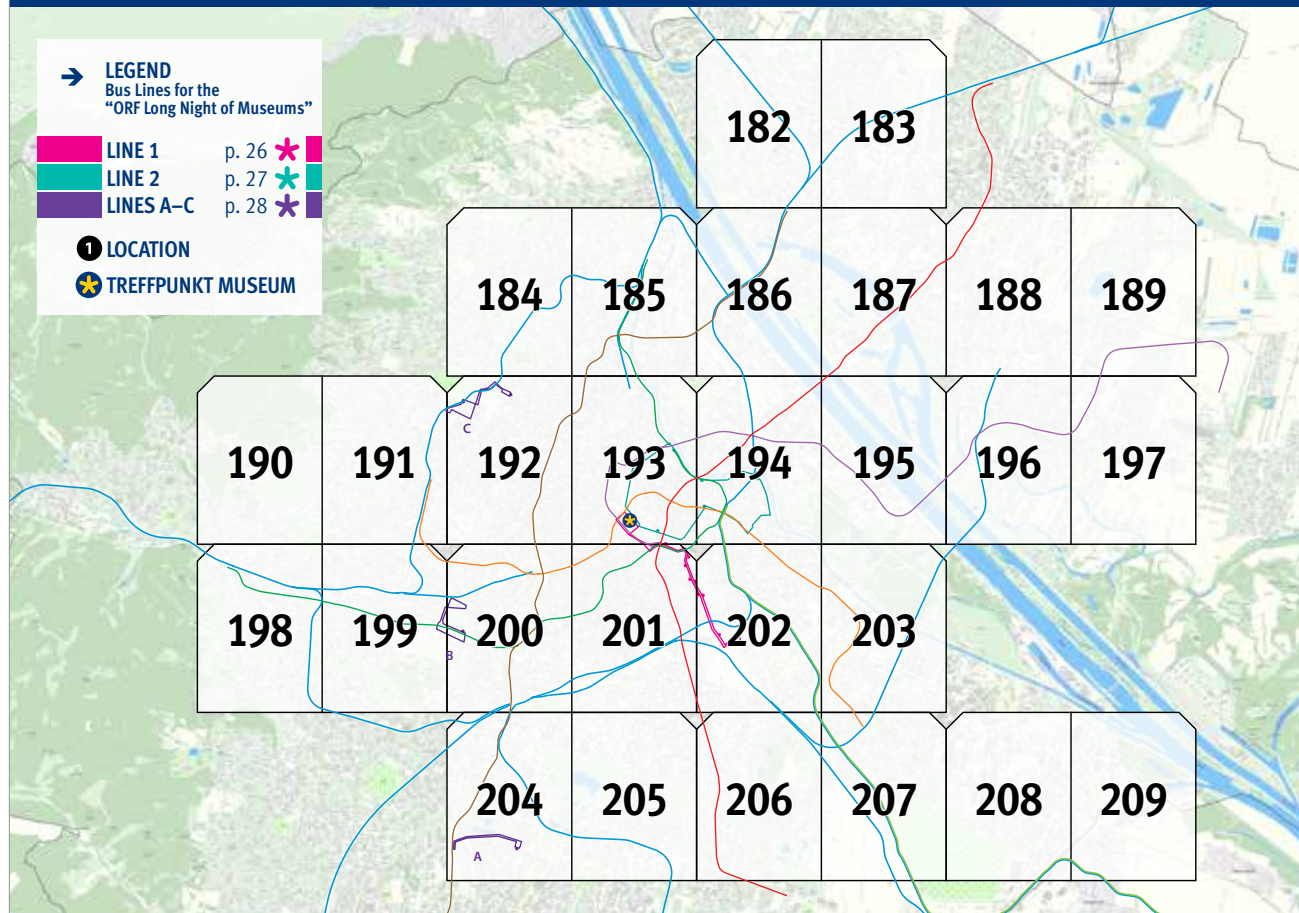 LEGEND
Bus Lines for the
“ORF Long Night of Museums”
LINE 1 p. 26
LINE 2 p. 27
LINES A–C p. 28
1 LOCATION
TREFFPUNKT MUSEUM
182 183
184 185 186 187 188 189
C
190 191 192 193 194 195 196 197
198 199 200 201 202 203
B
204 205 206 207 208 209
A